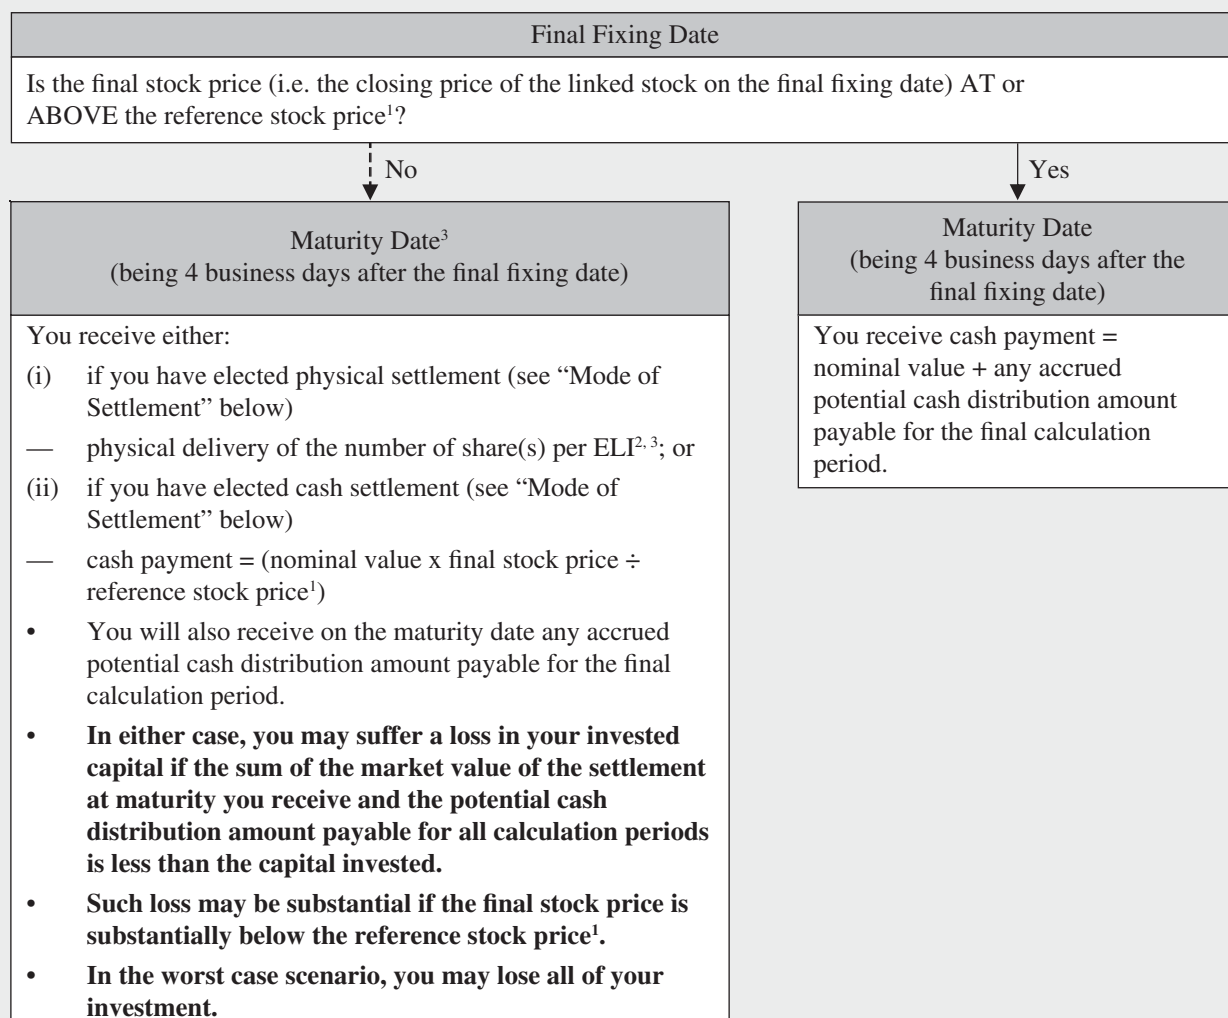 Final Fixing Date
Is the final stock price (i.e. the closing price of the linked stock on the final fixing date) AT or
ABOVE the reference stock price¹?
No
Yes
Maturity Date³
(being 4 business days after the final fixing date)
You receive either:
(i) if you have elected physical settlement (see “Mode of
Settlement” below)
— physical delivery of the number of share(s) per ELI²,³; or
(ii) if you have elected cash settlement (see “Mode of
Settlement” below)
— cash payment = (nominal value x final stock price ÷
reference stock price¹)
• You will also receive on the maturity date any accrued
potential cash distribution amount payable for the final
calculation period.
• In either case, you may suffer a loss in your invested
capital if the sum of the market value of the settlement
at maturity you receive and the potential cash
distribution amount payable for all calculation periods
is less than the capital invested.
• Such loss may be substantial if the final stock price is
substantially below the reference stock price¹.
• In the worst case scenario, you may lose all of your
investment.
Maturity Date
(being 4 business days after the
final fixing date)
You receive cash payment =
nominal value + any accrued
potential cash distribution amount
payable for the final calculation
period.